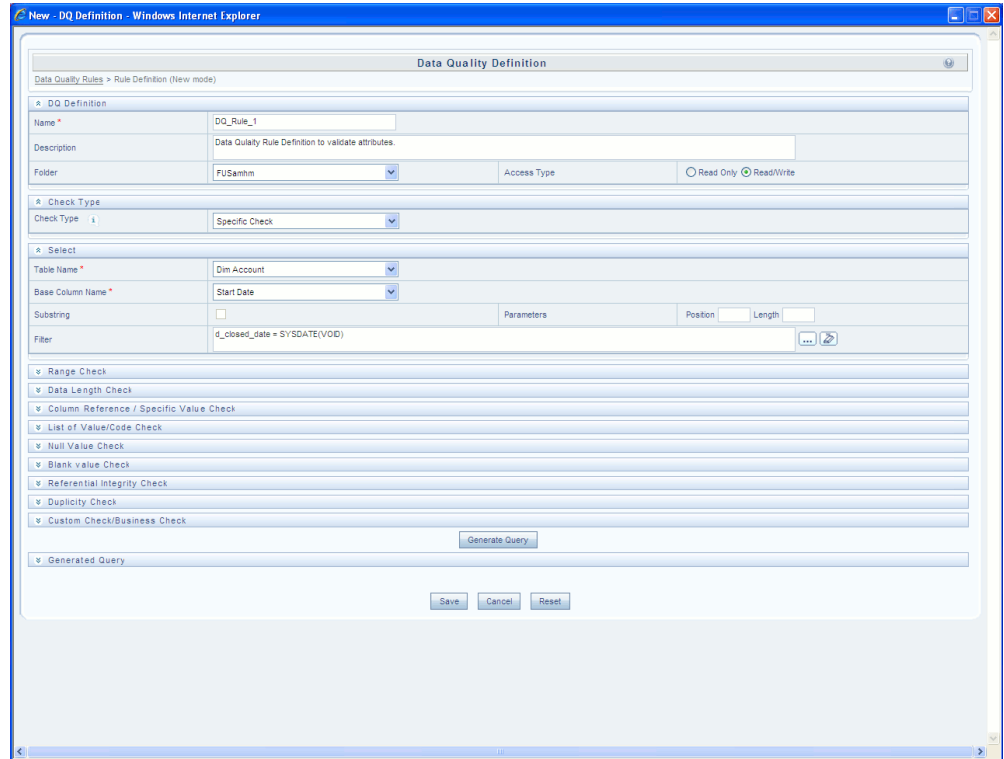 New - DQ Definition - Windows Internet Explorer
Data Quality Definition
Data Quality Rules > Rule Definition (New mode)
DQ Definition
Name *
DQ_Rule_1
Description
Data Qulaity Rule Definition to validate attributes.
Folder
FUSamhm
Access Type
Read Only Read/Write
Check Type
Check Type i
Specific Check
Select
Table Name *
Dim Account
Base Column Name *
Start Date
Substring
Parameters
Position Length
Filter
d_closed_date = SYSDATE(VOID)
...
Range Check
Data Length Check
Column Reference / Specific Value Check
List of Value/Code Check
Null Value Check
Blank value Check
Referential Integrity Check
Duplicity Check
Custom Check/Business Check
Generate Query
Generated Query
Save Cancel Reset